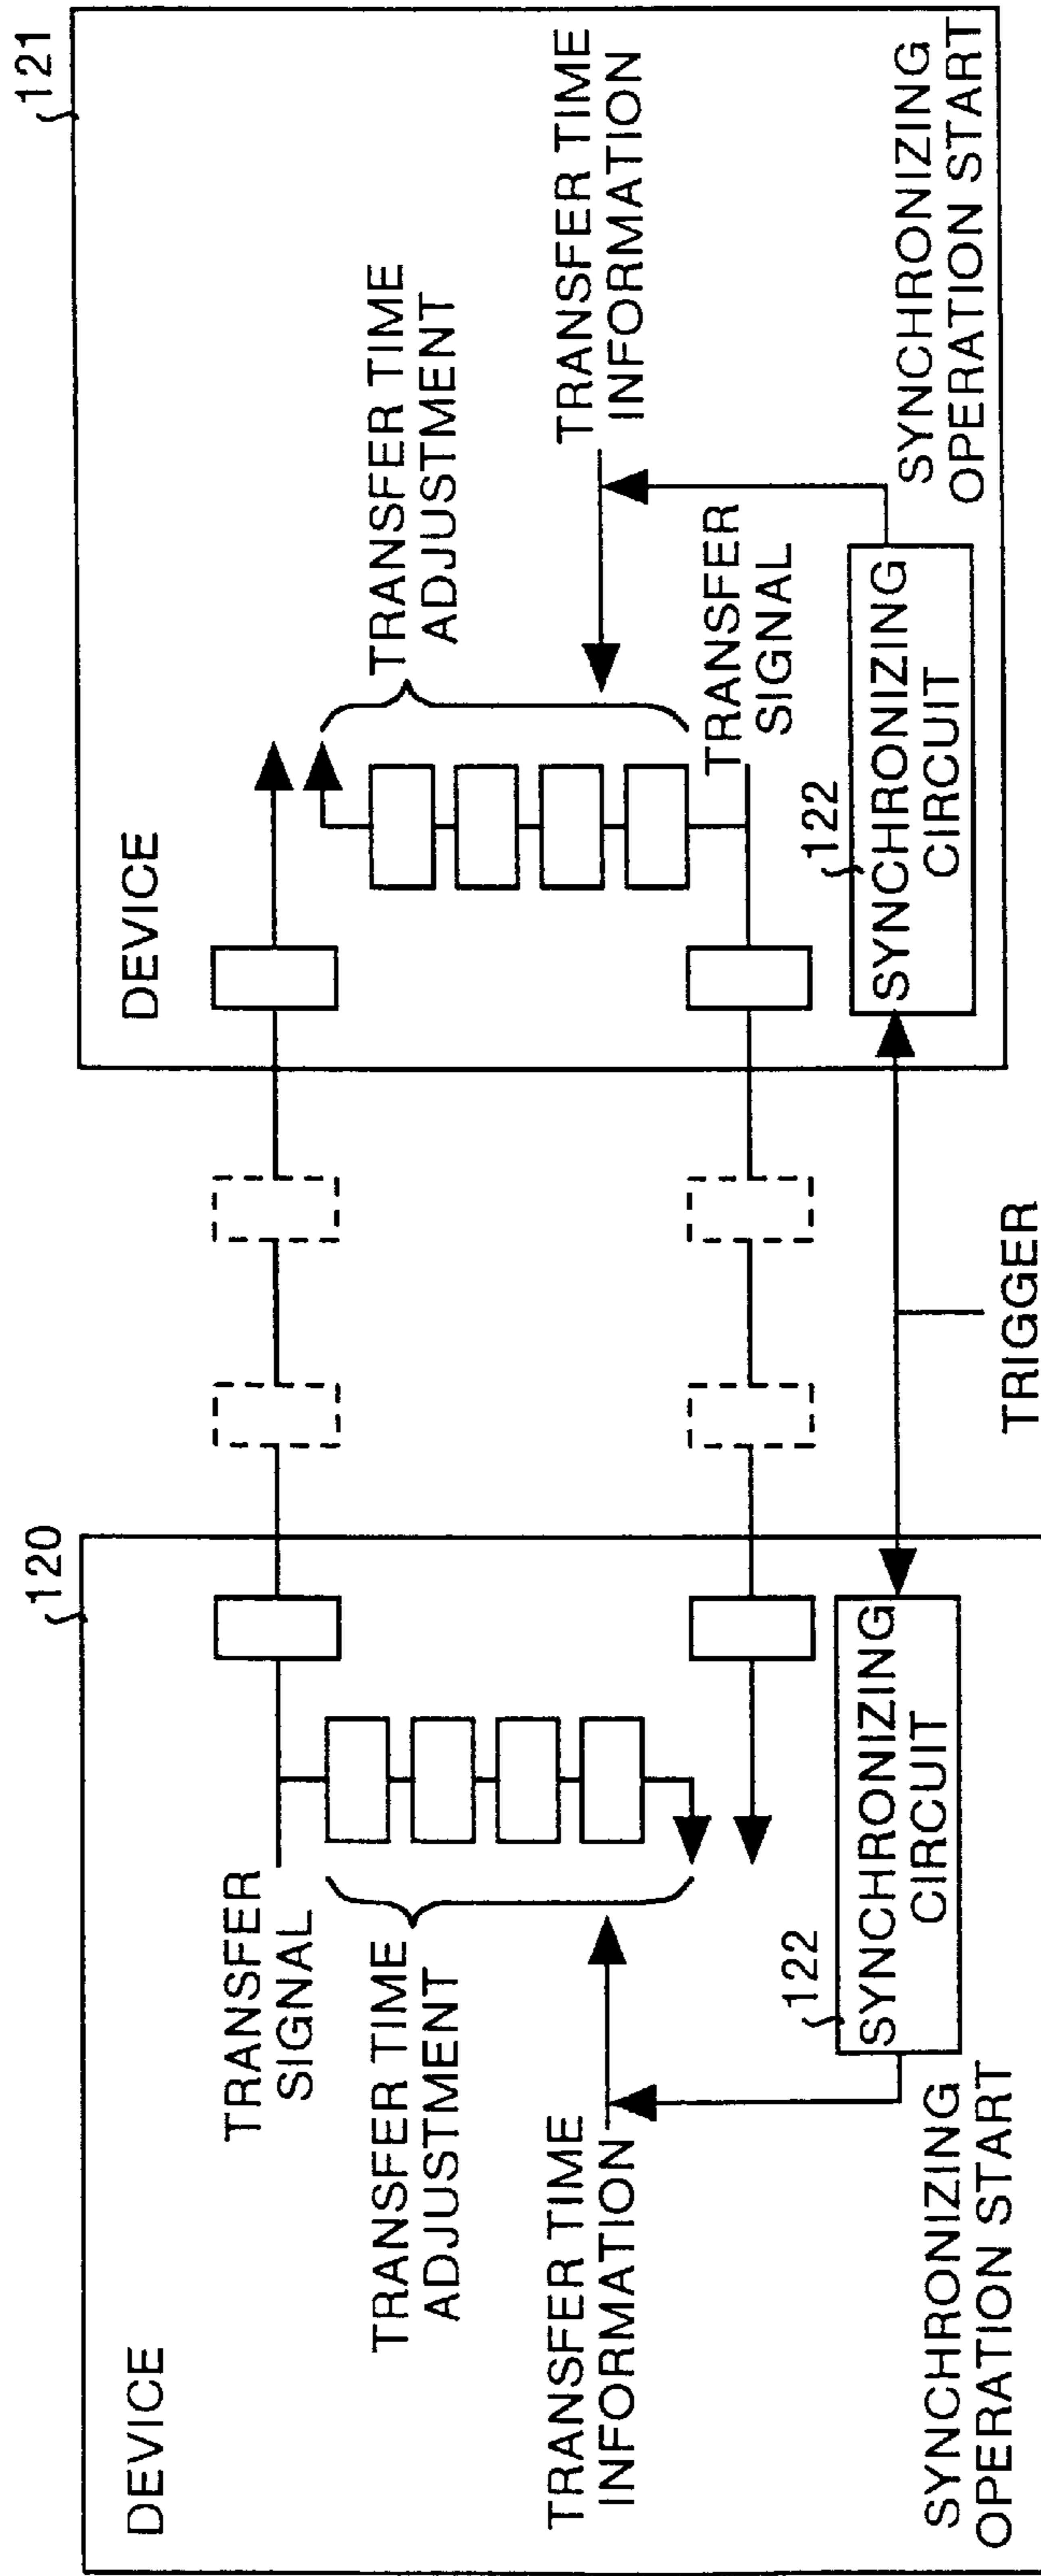 120
DEVICE
TRANSFER
SIGNAL
TRANSFER TIME
ADJUSTMENT
TRANSFER TIME
INFORMATION
122
SYNCHRONIZING
CIRCUIT
SYNCHRONIZING
OPERATION START
TRIGGER
121
DEVICE
TRANSFER TIME
ADJUSTMENT
TRANSFER TIME
INFORMATION
TRANSFER
SIGNAL
122
SYNCHRONIZING
CIRCUIT
SYNCHRONIZING
OPERATION START